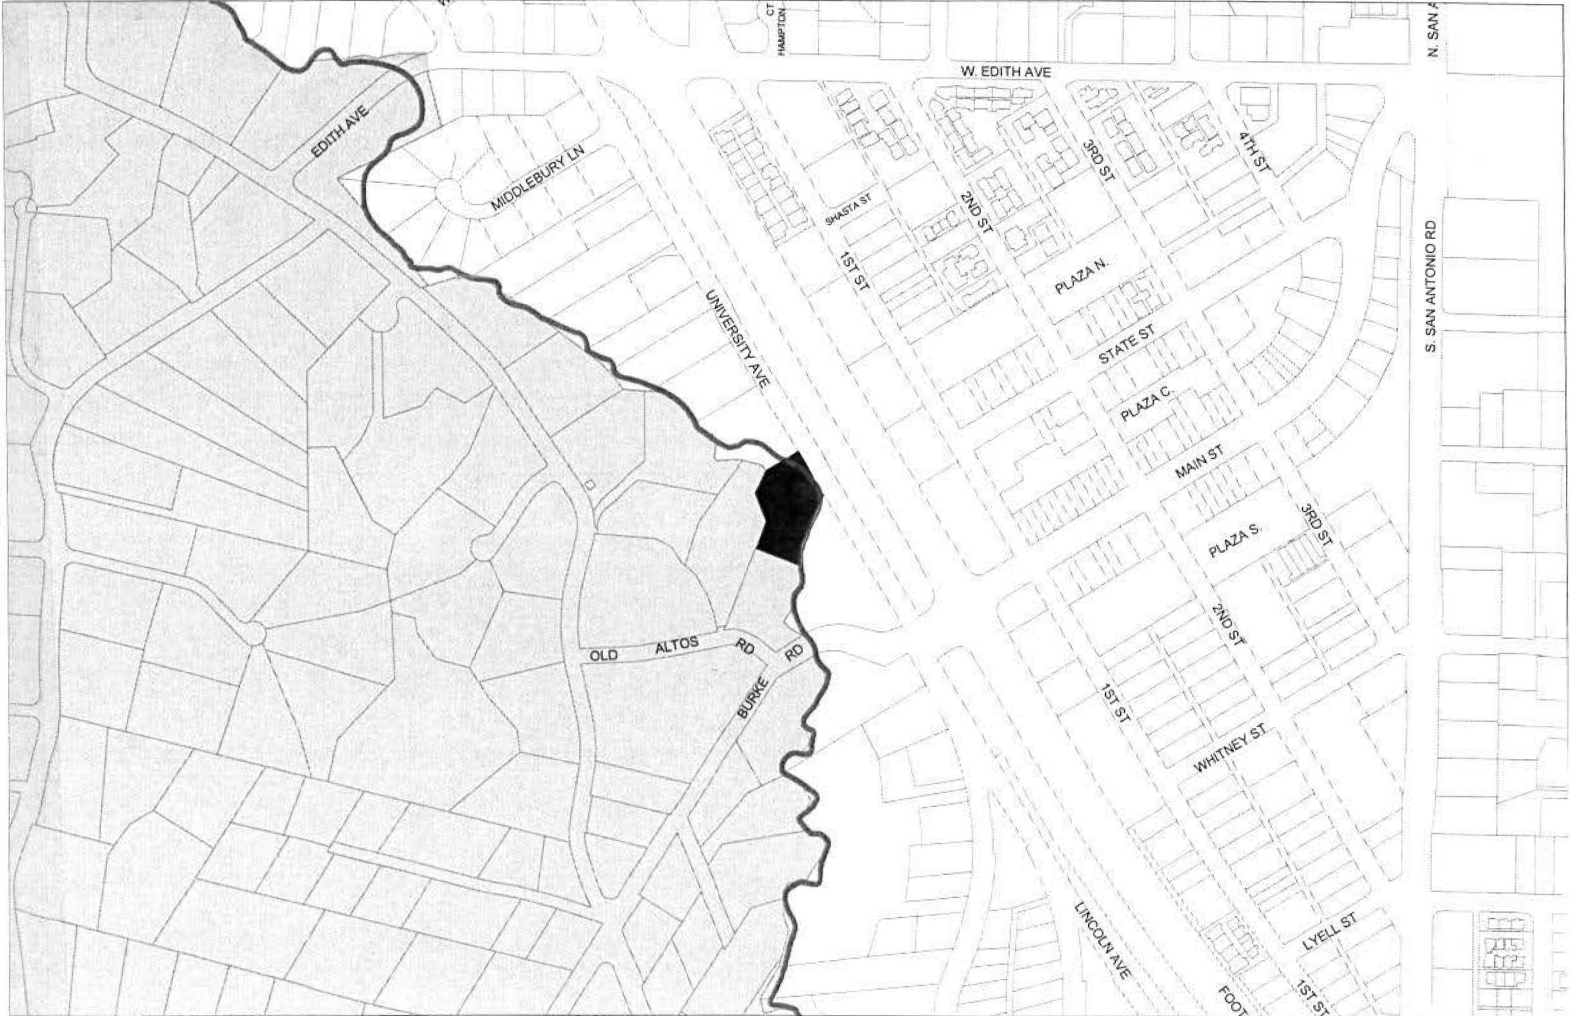 HAMPTON CT
N. SAN A
W. EDITH AVE
EDITH AVE
MIDDLEBURY LN
3RD ST
4TH ST
2ND ST
SHASTA ST
1ST ST
PLAZA N.
S. SAN ANTONIO RD
UNIVERSITY AVE
STATE ST
PLAZA C.
MAIN ST
3RD ST
PLAZA S.
2ND ST
OLD ALTOS RD
BURKE RD
1ST ST
WHITNEY ST
LINCOLN AVE
LYELL ST
FOOT
1ST ST